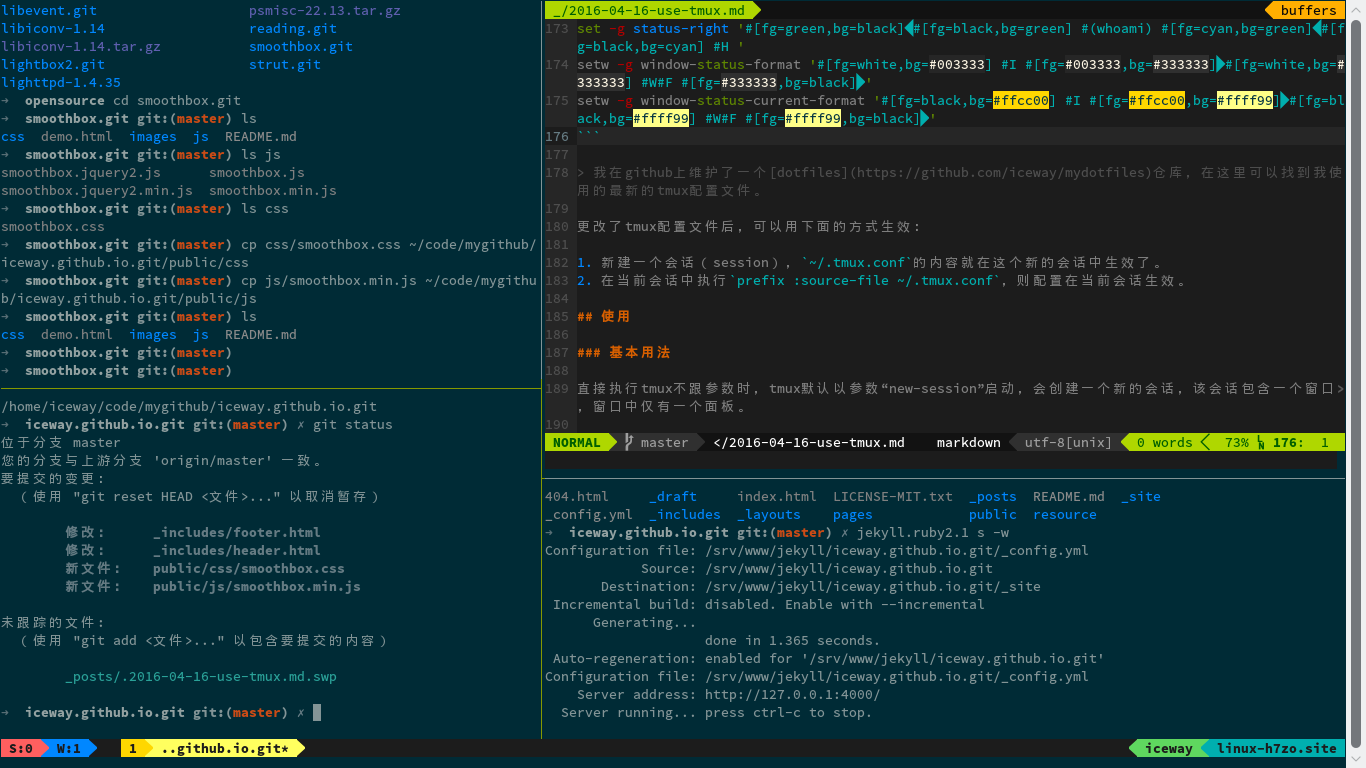 libevent.git                   psmisc-22.13.tar.gz
libiconv-1.14                  reading.git
libiconv-1.14.tar.gz           smoothbox.git
lightbox2.git                  strut.git
lighttpd-1.4.35
➜  opensource cd smoothbox.git
➜  smoothbox.git git:(master) ls
css  demo.html  images  js  README.md
➜  smoothbox.git git:(master) ls js
smoothbox.jquery2.js      smoothbox.js
smoothbox.jquery2.min.js  smoothbox.min.js
➜  smoothbox.git git:(master) ls css
smoothbox.css
➜  smoothbox.git git:(master) cp css/smoothbox.css ~/code/mygithub/
iceway.github.io.git/public/css
➜  smoothbox.git git:(master) cp js/smoothbox.min.js ~/code/mygithu
b/iceway.github.io.git/public/js
➜  smoothbox.git git:(master) ls
css  demo.html  images  js  README.md
➜  smoothbox.git git:(master)
➜  smoothbox.git git:(master)
/home/iceway/code/mygithub/iceway.github.io.git
➜  iceway.github.io.git git:(master) ✗ git status
位于分支 master
您的分支与上游分支 'origin/master' 一致。
要提交的变更:
  （使用 "git reset HEAD <文件>..." 以取消暂存）
        修改:      _includes/footer.html
        修改:      _includes/header.html
        新文件:    public/css/smoothbox.css
        新文件:    public/js/smoothbox.min.js
未跟踪的文件:
  （使用 "git add <文件>..." 以包含要提交的内容）
        _posts/.2016-04-16-use-tmux.md.swp
➜  iceway.github.io.git git:(master) ✗
_/2016-04-16-use-tmux.md    buffers
173 set -g status-right '#[fg=green,bg=black]#[fg=black,bg=green] #(whoami) #[fg=cyan,bg=green]#[f
g=black,bg=cyan] #H '
174 setw -g window-status-format '#[fg=white,bg=#003333] #I #[fg=#003333,bg=#333333]#[fg=white,bg=#
333333] #W#F #[fg=#333333,bg=black]'
175 setw -g window-status-current-format '#[fg=black,bg=#ffcc00] #I #[fg=#ffcc00,bg=#ffff99]#[fg=bl
ack,bg=#ffff99] #W#F #[fg=#ffff99,bg=black]'
176 ```
177
178 > 我在github上维护了一个[dotfiles](https://github.com/iceway/mydotfiles)仓库，在这里可以找到我使
用的最新的tmux配置文件。
179
180 更改了tmux配置文件后，可以用下面的方式生效：
181
182 1. 新建一个会话（session），`~/.tmux.conf`的内容就在这个新的会话中生效了。
183 2. 在当前会话中执行`prefix :source-file ~/.tmux.conf`，则配置在当前会话生效。
184
185 ## 使用
186
187 ### 基本用法
188
189 直接执行tmux不跟参数时，tmux默认以参数“new-session”启动，会创建一个新的会话，该会话包含一个窗口>
，窗口中仅有一个面板。
190
NORMAL  master  </2016-04-16-use-tmux.md    markdown  utf-8[unix]  0 words  73% 176:  1
404.html     _draft     index.html  LICENSE-MIT.txt  _posts  README.md  _site
_config.yml  _includes  _layouts    pages            public  resource
➜  iceway.github.io.git git:(master) ✗ jekyll.ruby2.1 s -w
Configuration file: /srv/www/jekyll/iceway.github.io.git/_config.yml
            Source: /srv/www/jekyll/iceway.github.io.git
       Destination: /srv/www/jekyll/iceway.github.io.git/_site
 Incremental build: disabled. Enable with --incremental
      Generating...
                    done in 1.365 seconds.
 Auto-regeneration: enabled for '/srv/www/jekyll/iceway.github.io.git'
Configuration file: /srv/www/jekyll/iceway.github.io.git/_config.yml
    Server address: http://127.0.0.1:4000/
  Server running... press ctrl-c to stop.
S:0  W:1  1  ..github.io.git*    iceway  linux-h7zo.site